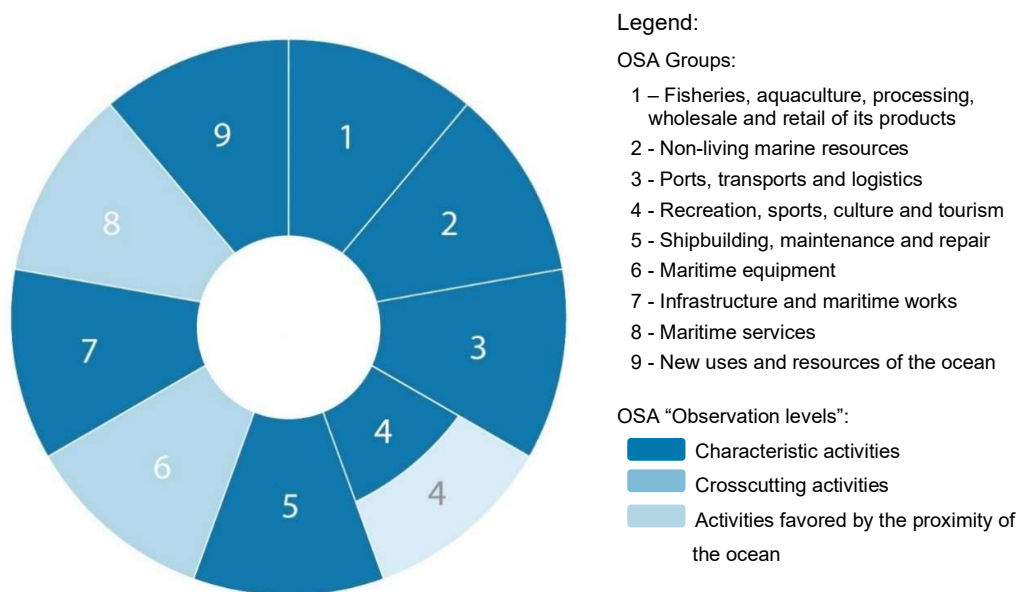 Legend:
OSA Groups:
1 – Fisheries, aquaculture, processing,
wholesale and retail of its products
2 - Non-living marine resources
3 - Ports, transports and logistics
4 - Recreation, sports, culture and tourism
5 - Shipbuilding, maintenance and repair
6 - Maritime equipment
7 - Infrastructure and maritime works
8 - Maritime services
9 - New uses and resources of the ocean
OSA “Observation levels”:
Characteristic activities
Crosscutting activities
Activities favored by the proximity of
the ocean
1
2
3
4
4
5
6
7
8
9